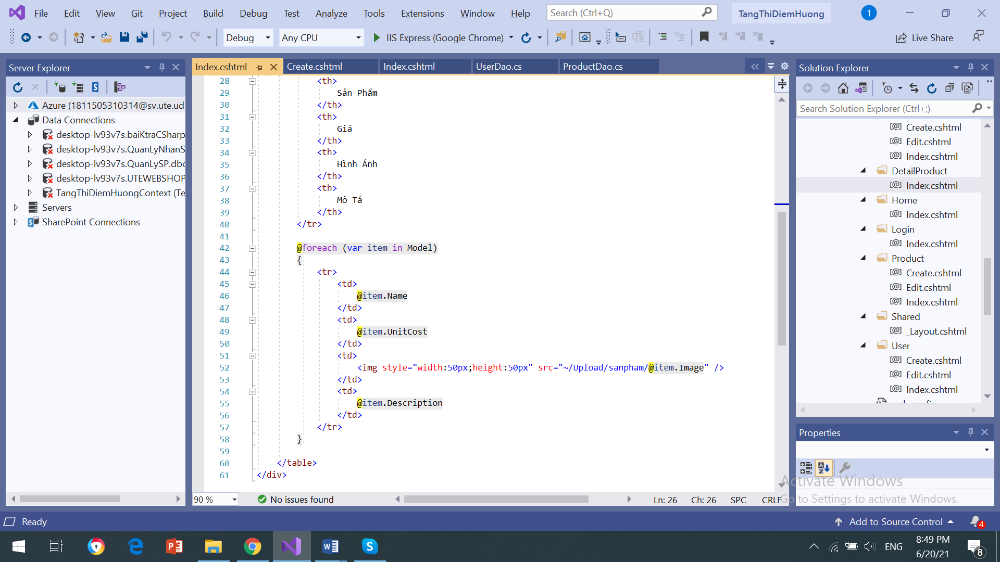 File Edit View Git Project Build Debug Test Analyze Tools Extensions Window Help Search (Ctrl+Q) TangThiDiemHuong 1
Debug Any CPU IIS Express (Google Chrome) Live Share
Server Explorer
Azure (1811505310314@sv.ute.ud
Data Connections
desktop-lv93v7s.baiKtraCSharp
desktop-lv93v7s.QuanLyNhanS
desktop-lv93v7s.QuanLySP.dbo
desktop-lv93v7s.UTEWEBSHOP
TangThiDiemHuongContext (Te
Servers
SharePoint Connections
Index.cshtml Create.cshtml Index.cshtml UserDao.cs ProductDao.cs
28 <th>
29 Sản Phẩm
30 </th>
31 <th>
32 Giá
33 </th>
34 <th>
35 Hình Ảnh
36 </th>
37 <th>
38 Mô Tả
39 </th>
40 </tr>
41
42 @foreach (var item in Model)
43 {
44 <tr>
45 <td>
46 @item.Name
47 </td>
48 <td>
49 @item.UnitCost
50 </td>
51 <td>
52 <img style="width:50px;height:50px" src="~/Upload/sanpham/@item.Image" />
53 </td>
54 <td>
55 @item.Description
56 </td>
57 </tr>
58 }
59
60 </table>
61 </div>
90 % No issues found Ln: 26 Ch: 26 SPC CRLF
Solution Explorer
Search Solution Explorer (Ctrl+;)
Create.cshtml
Edit.cshtml
Index.cshtml
DetailProduct
Index.cshtml
Home
Index.cshtml
Login
Index.cshtml
Product
Create.cshtml
Edit.cshtml
Index.cshtml
Shared
_Layout.cshtml
User
Create.cshtml
Edit.cshtml
Index.cshtml
Properties
Activate Windows
Go to Settings to activate Windows.
Ready Add to Source Control 4
ENG 8:49 PM
6/20/21 8